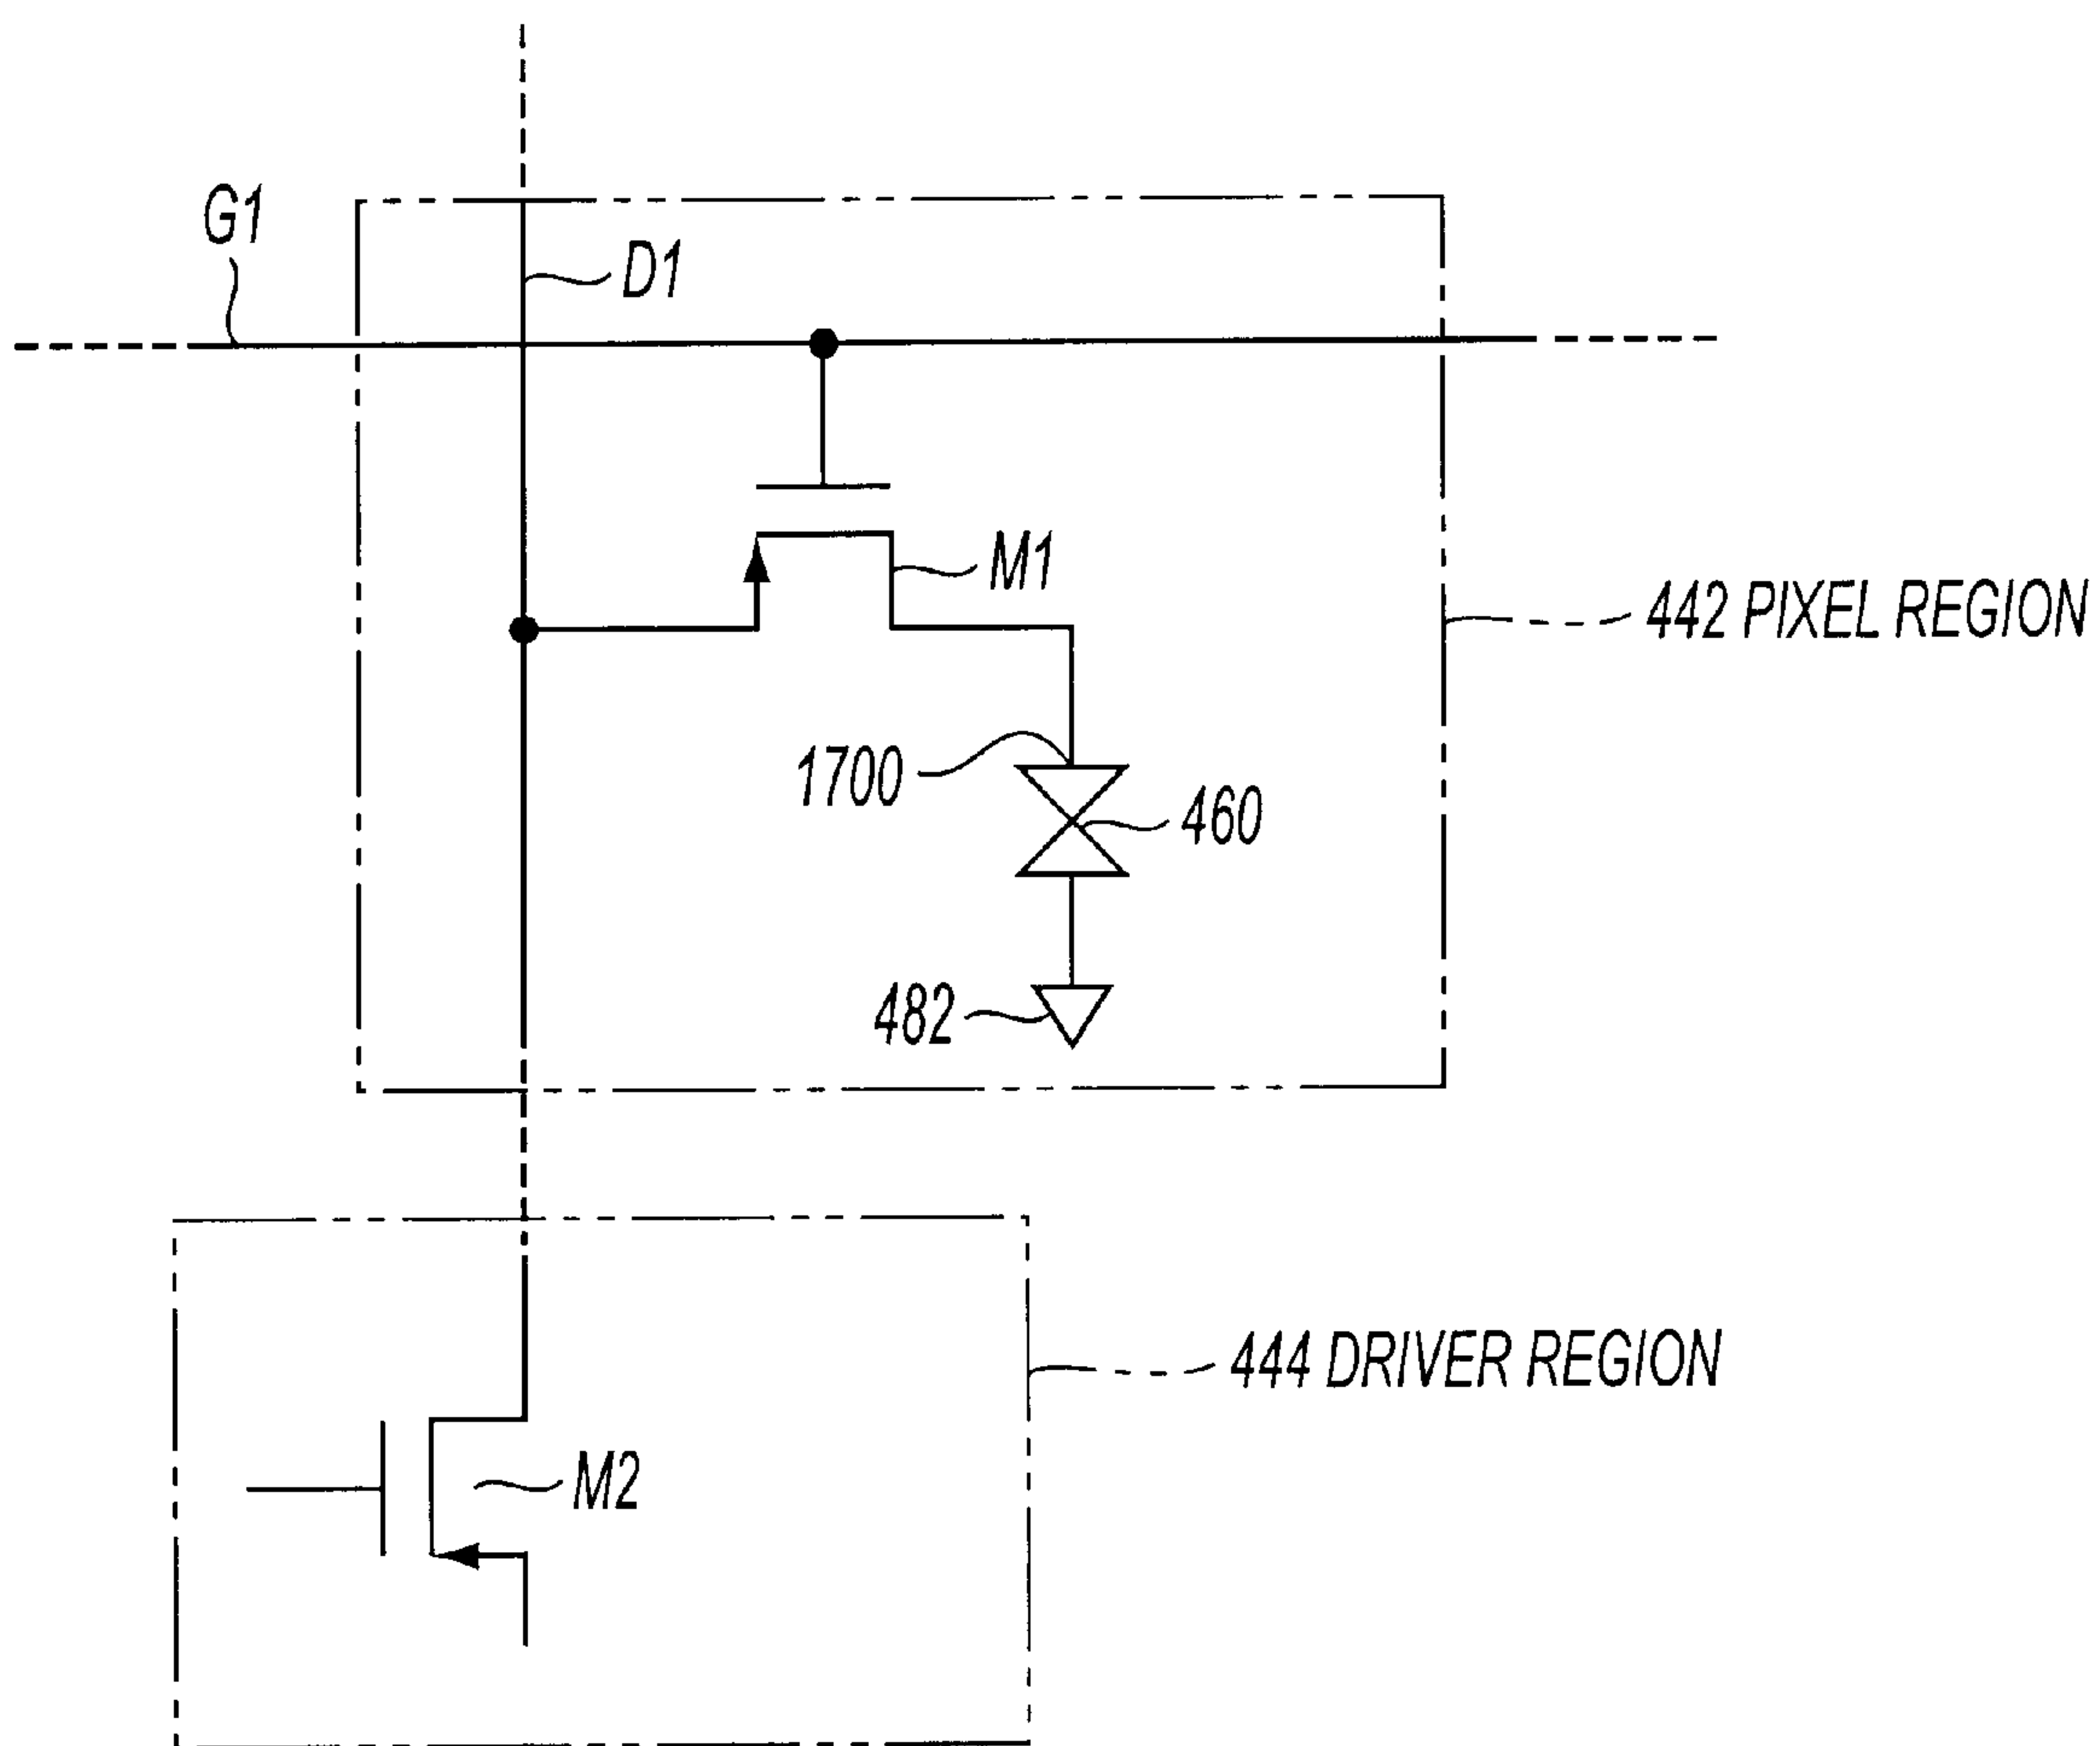 G1
D1
M1
442 PIXEL REGION
1700
460
482
444 DRIVER REGION
M2